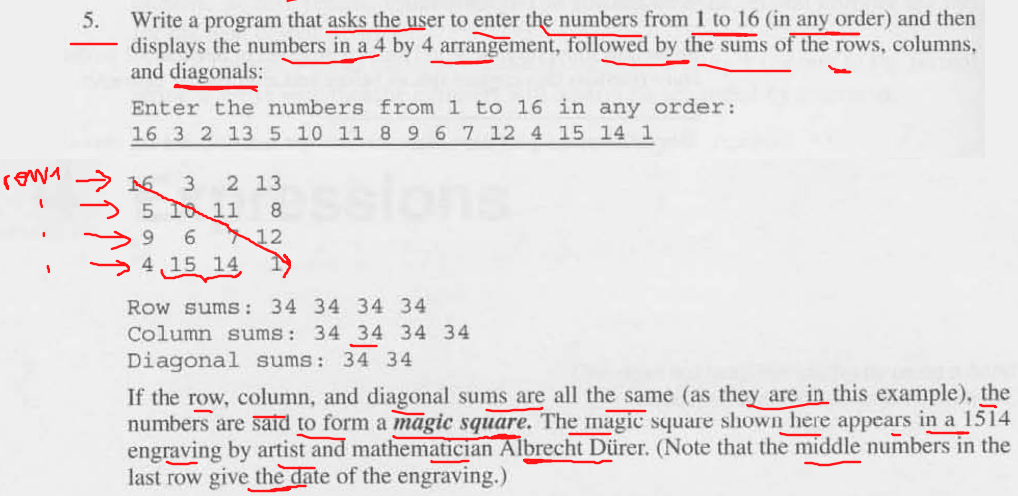 5. Write a program that asks the user to enter the numbers from 1 to 16 (in any order) and then
displays the numbers in a 4 by 4 arrangement, followed by the sums of the rows, columns,
and diagonals:
Enter the numbers from 1 to 16 in any order:
16 3 2 13 5 10 11 8 9 6 7 12 4 15 14 1
row1
16 3 2 13
5 10 11 8
9 6 7 12
4 15 14 1
Row sums: 34 34 34 34
Column sums: 34 34 34 34
Diagonal sums: 34 34
If the row, column, and diagonal sums are all the same (as they are in this example), the
numbers are said to form a magic square. The magic square shown here appears in a 1514
engraving by artist and mathematician Albrecht Dürer. (Note that the middle numbers in the
last row give the date of the engraving.)